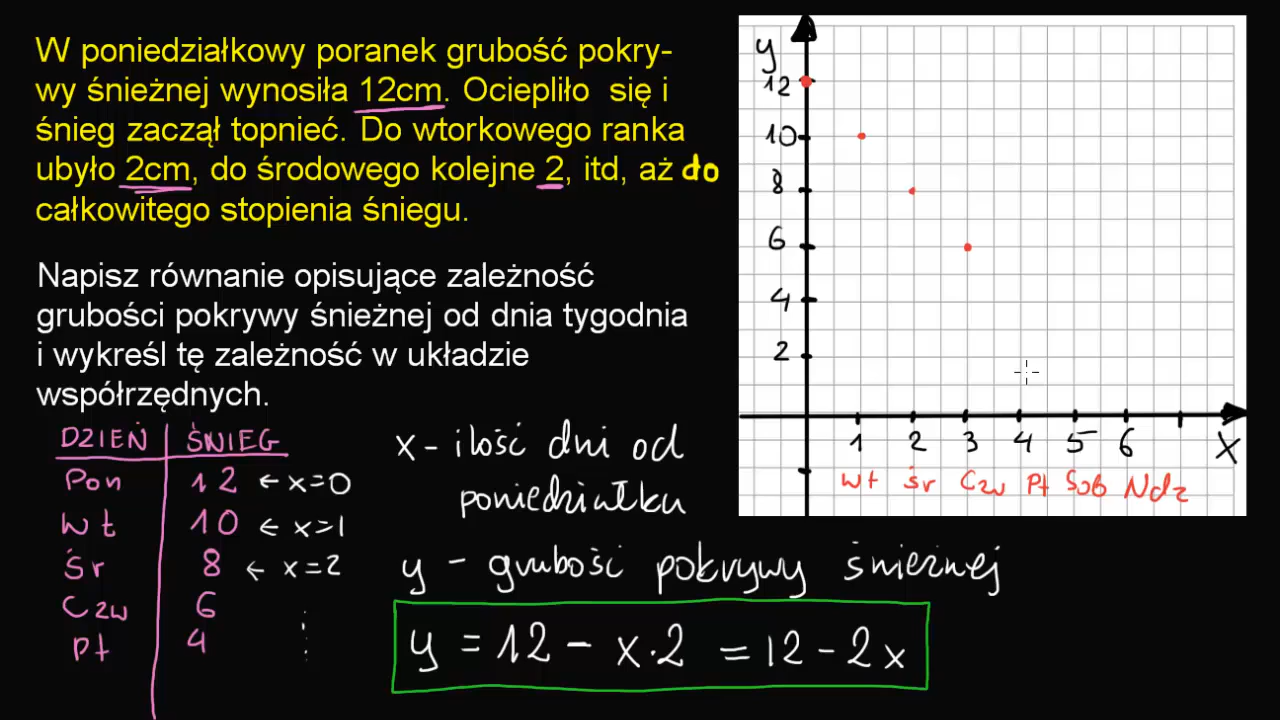 W poniedziałkowy poranek grubość pokry-
wy śnieżnej wynosiła 12cm. Ociepliło się i
śnieg zaczął topnieć. Do wtorkowego ranka
ubyło 2cm, do środowego kolejne 2, itd, aż do
całkowitego stopienia śniegu.
Napisz równanie opisujące zależność
grubości pokrywy śnieżnej od dnia tygodnia
i wykreśl tę zależność w układzie
współrzędnych.
DZIEŃ ŚNIEG
Pon 12 ← x=0
Wt 10 ← x=1
Śr 8 ← x=2
Czw 6
Pt 4
x - ilość dni od
poniedziałku
y - grubość pokrywy śnieżnej
y = 12 - x·2 = 12 - 2x
y
12
10
8
6
4
2
1 2 3 4 5 6 X
Wt Śr Czw Pt Sob Ndz